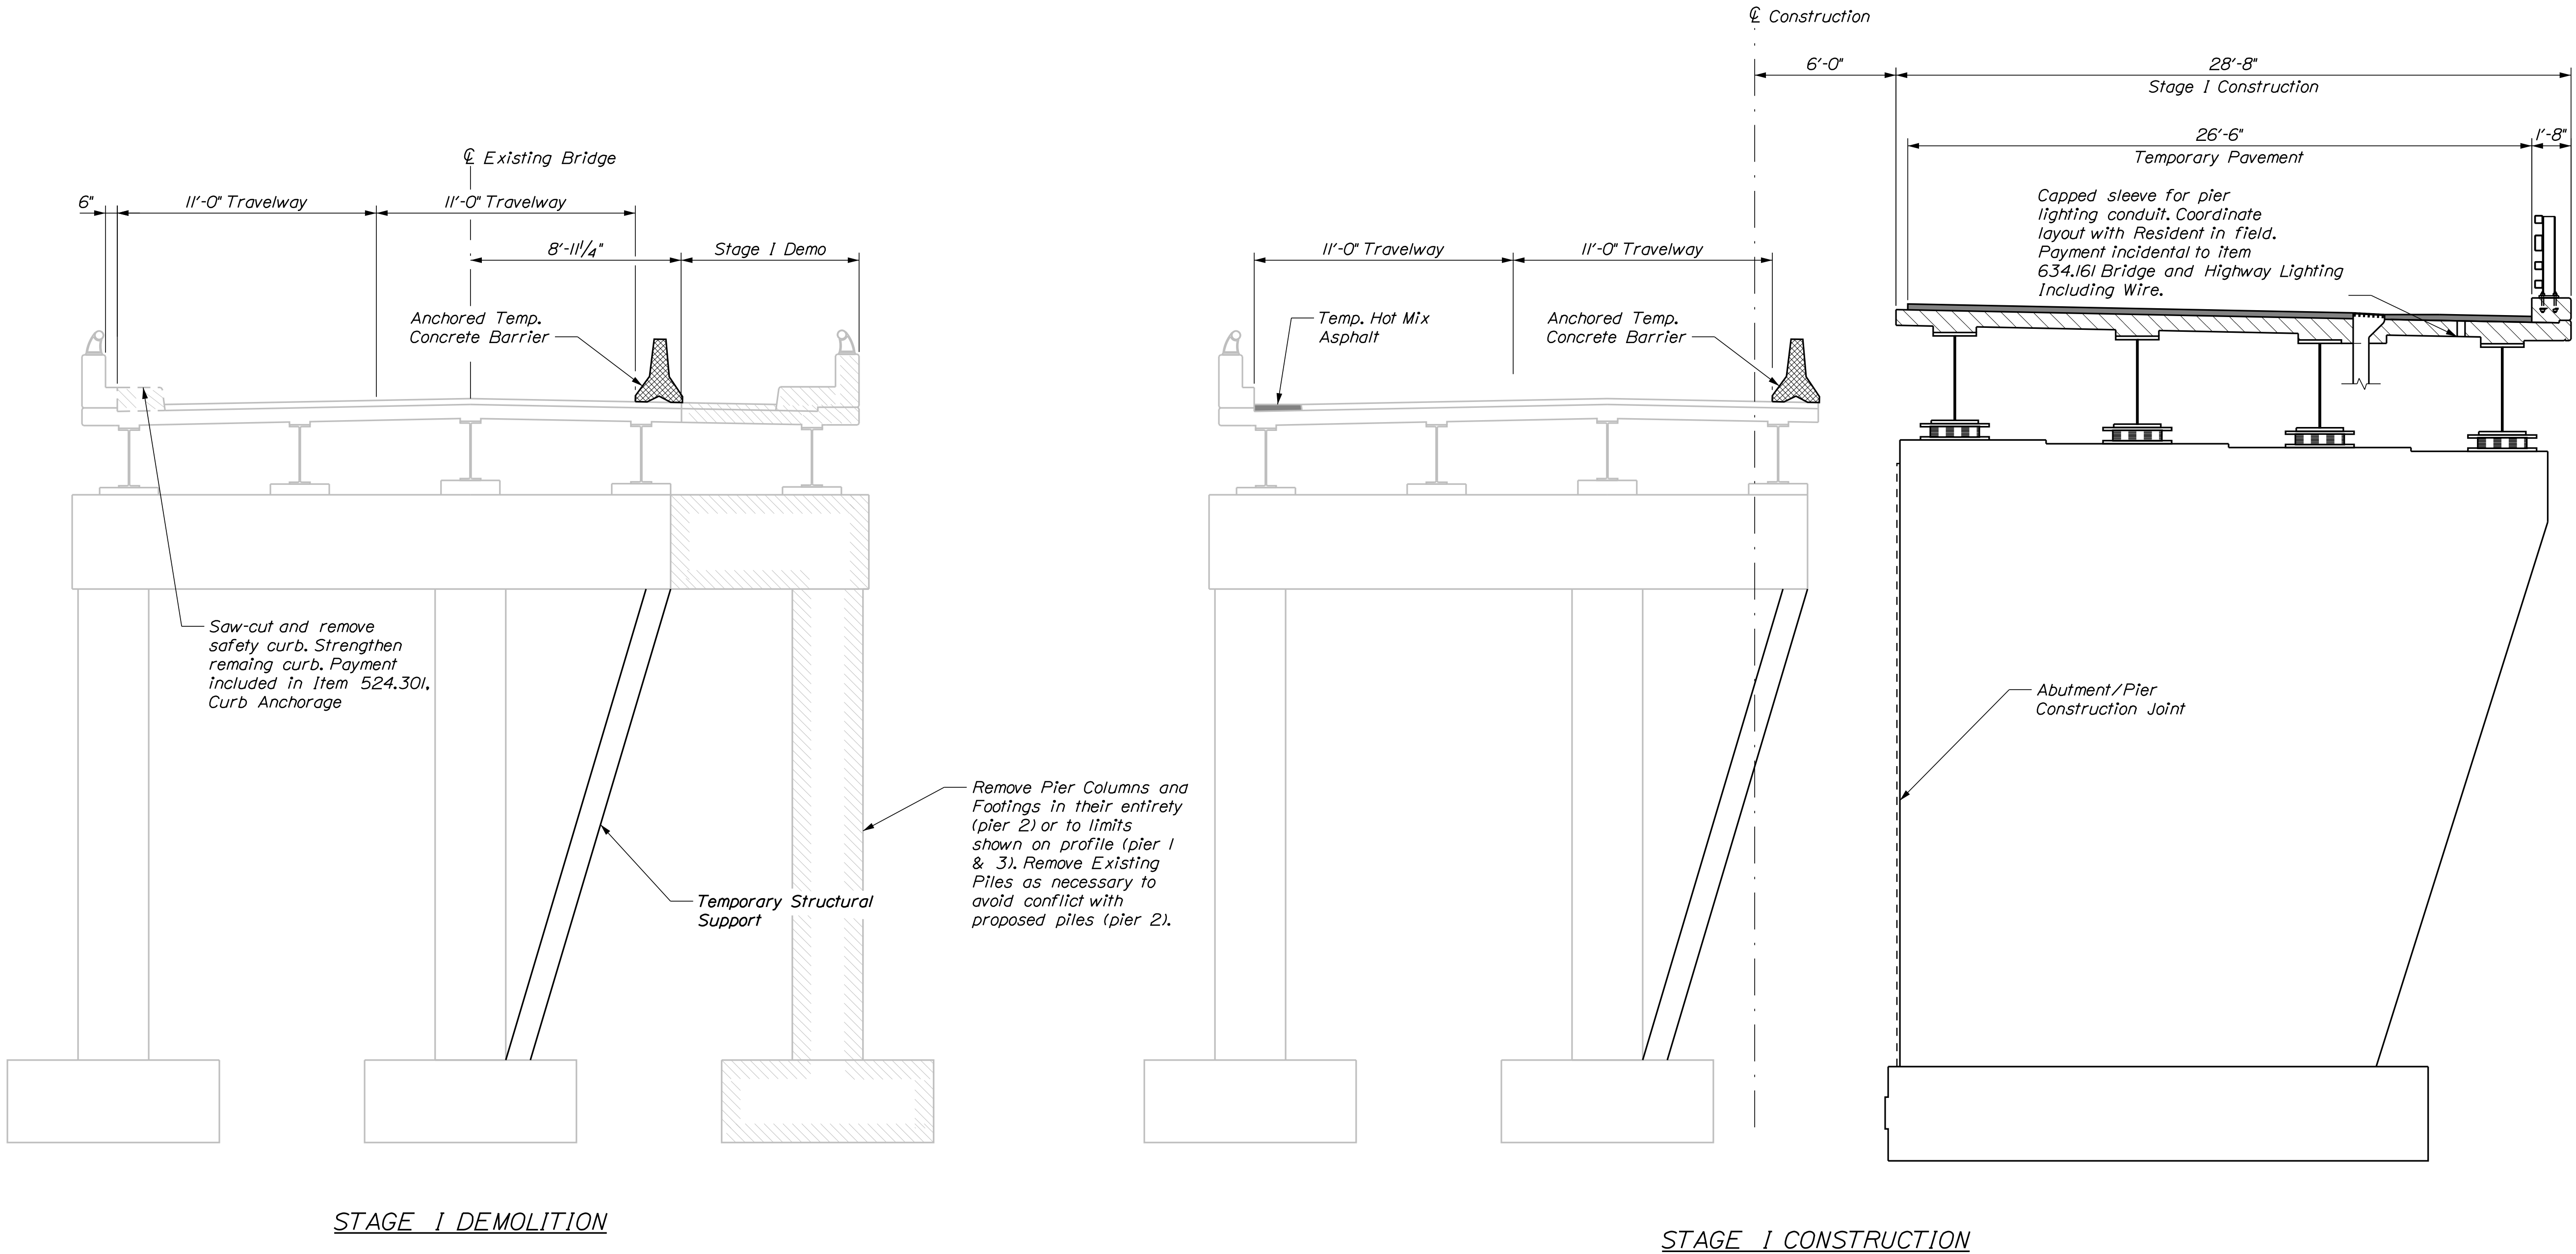 ℄ Existing Bridge
6"
11'-0" Travelway
11'-0" Travelway
8'-11 1/4"
Stage I Demo
Anchored Temp.
Concrete Barrier
Saw-cut and remove
safety curb. Strengthen
remaing curb. Payment
included in Item 524.301,
Curb Anchorage
Remove Pier Columns and
Footings in their entirety
(pier 2) or to limits
shown on profile (pier 1
& 3). Remove Existing
Piles as necessary to
avoid conflict with
proposed piles (pier 2).
Temporary Structural
Support
STAGE I DEMOLITION
℄ Construction
6'-0"
28'-8"
Stage I Construction
26'-6"
1'-8"
Temporary Pavement
Capped sleeve for pier
lighting conduit. Coordinate
layout with Resident in field.
Payment incidental to item
634.161 Bridge and Highway Lighting
Including Wire.
11'-0" Travelway
11'-0" Travelway
Temp. Hot Mix
Asphalt
Anchored Temp.
Concrete Barrier
Abutment/Pier
Construction Joint
STAGE I CONSTRUCTION